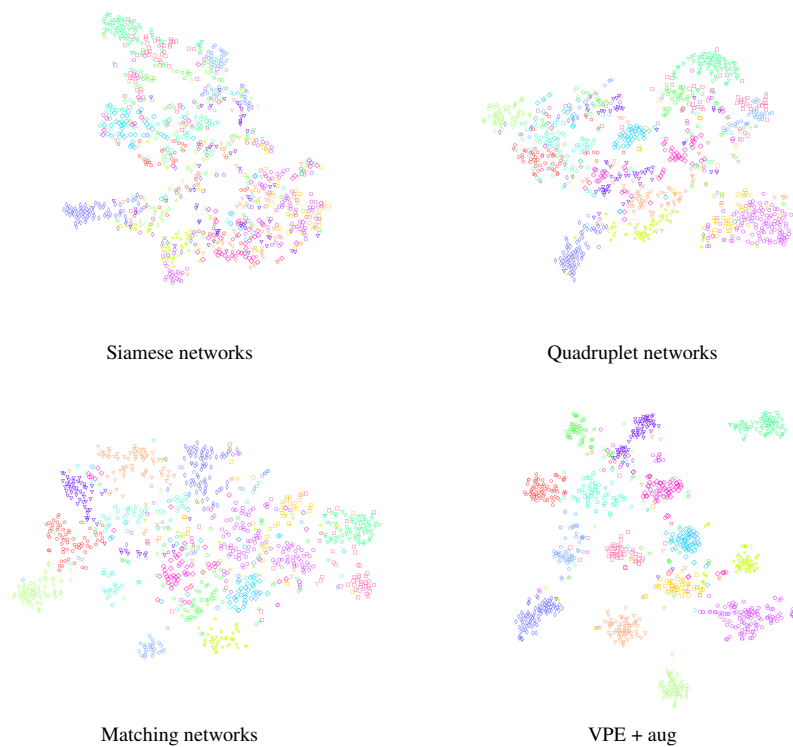 Siamese networks
Quadruplet networks
Matching networks
VPE + aug